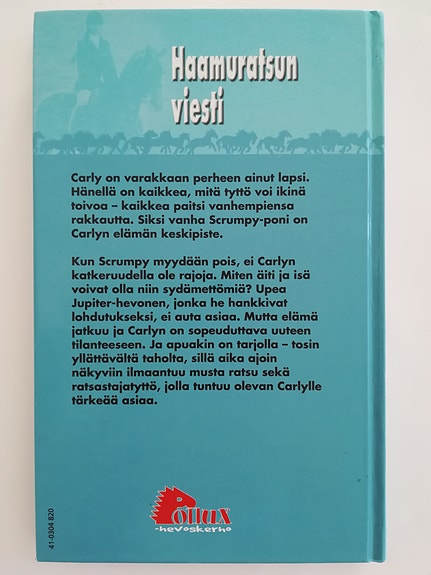 Haamuratsun
viesti
Carly on varakkaan perheen ainut lapsi.
Hänellä on kaikkea, mitä tyttö voi ikinä
toivoa – kaikkea paitsi vanhempiensa
rakkautta. Siksi vanha Scrumpy-poni on
Carlyn elämän keskipiste.
Kun Scrumpy myydään pois, ei Carlyn
katkeruudella ole rajoja. Miten äiti ja isä
voivat olla niin sydämettömiä? Upea
Jupiter-hevonen, jonka he hankkivat
lohdutukseksi, ei auta asiaa. Mutta elämä
jatkuu ja Carlyn on sopeuduttava uuteen
tilanteeseen. Ja apuakin on tarjolla – tosin
yllättävältä taholta, sillä aika ajoin
näkyviin ilmaantuu musta ratsu sekä
ratsastajatyttö, jolla tuntuu olevan Carlylle
tärkeää asiaa.
Pollux
-hevoskerho
41-0304 820